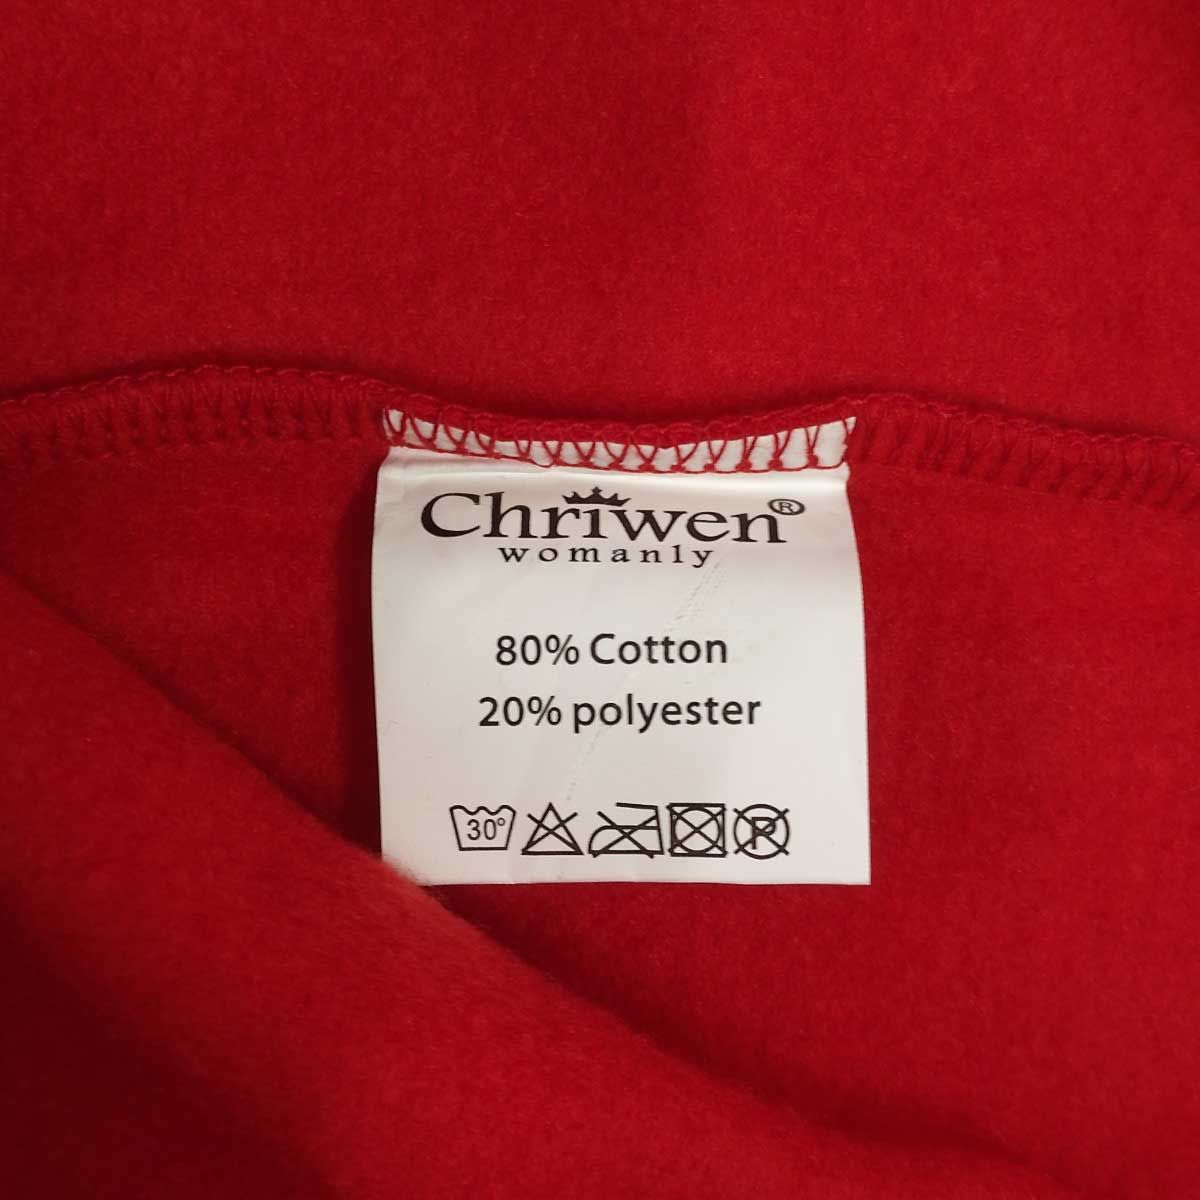 Chriwen®
womanly
80% Cotton
20% polyester
30° P